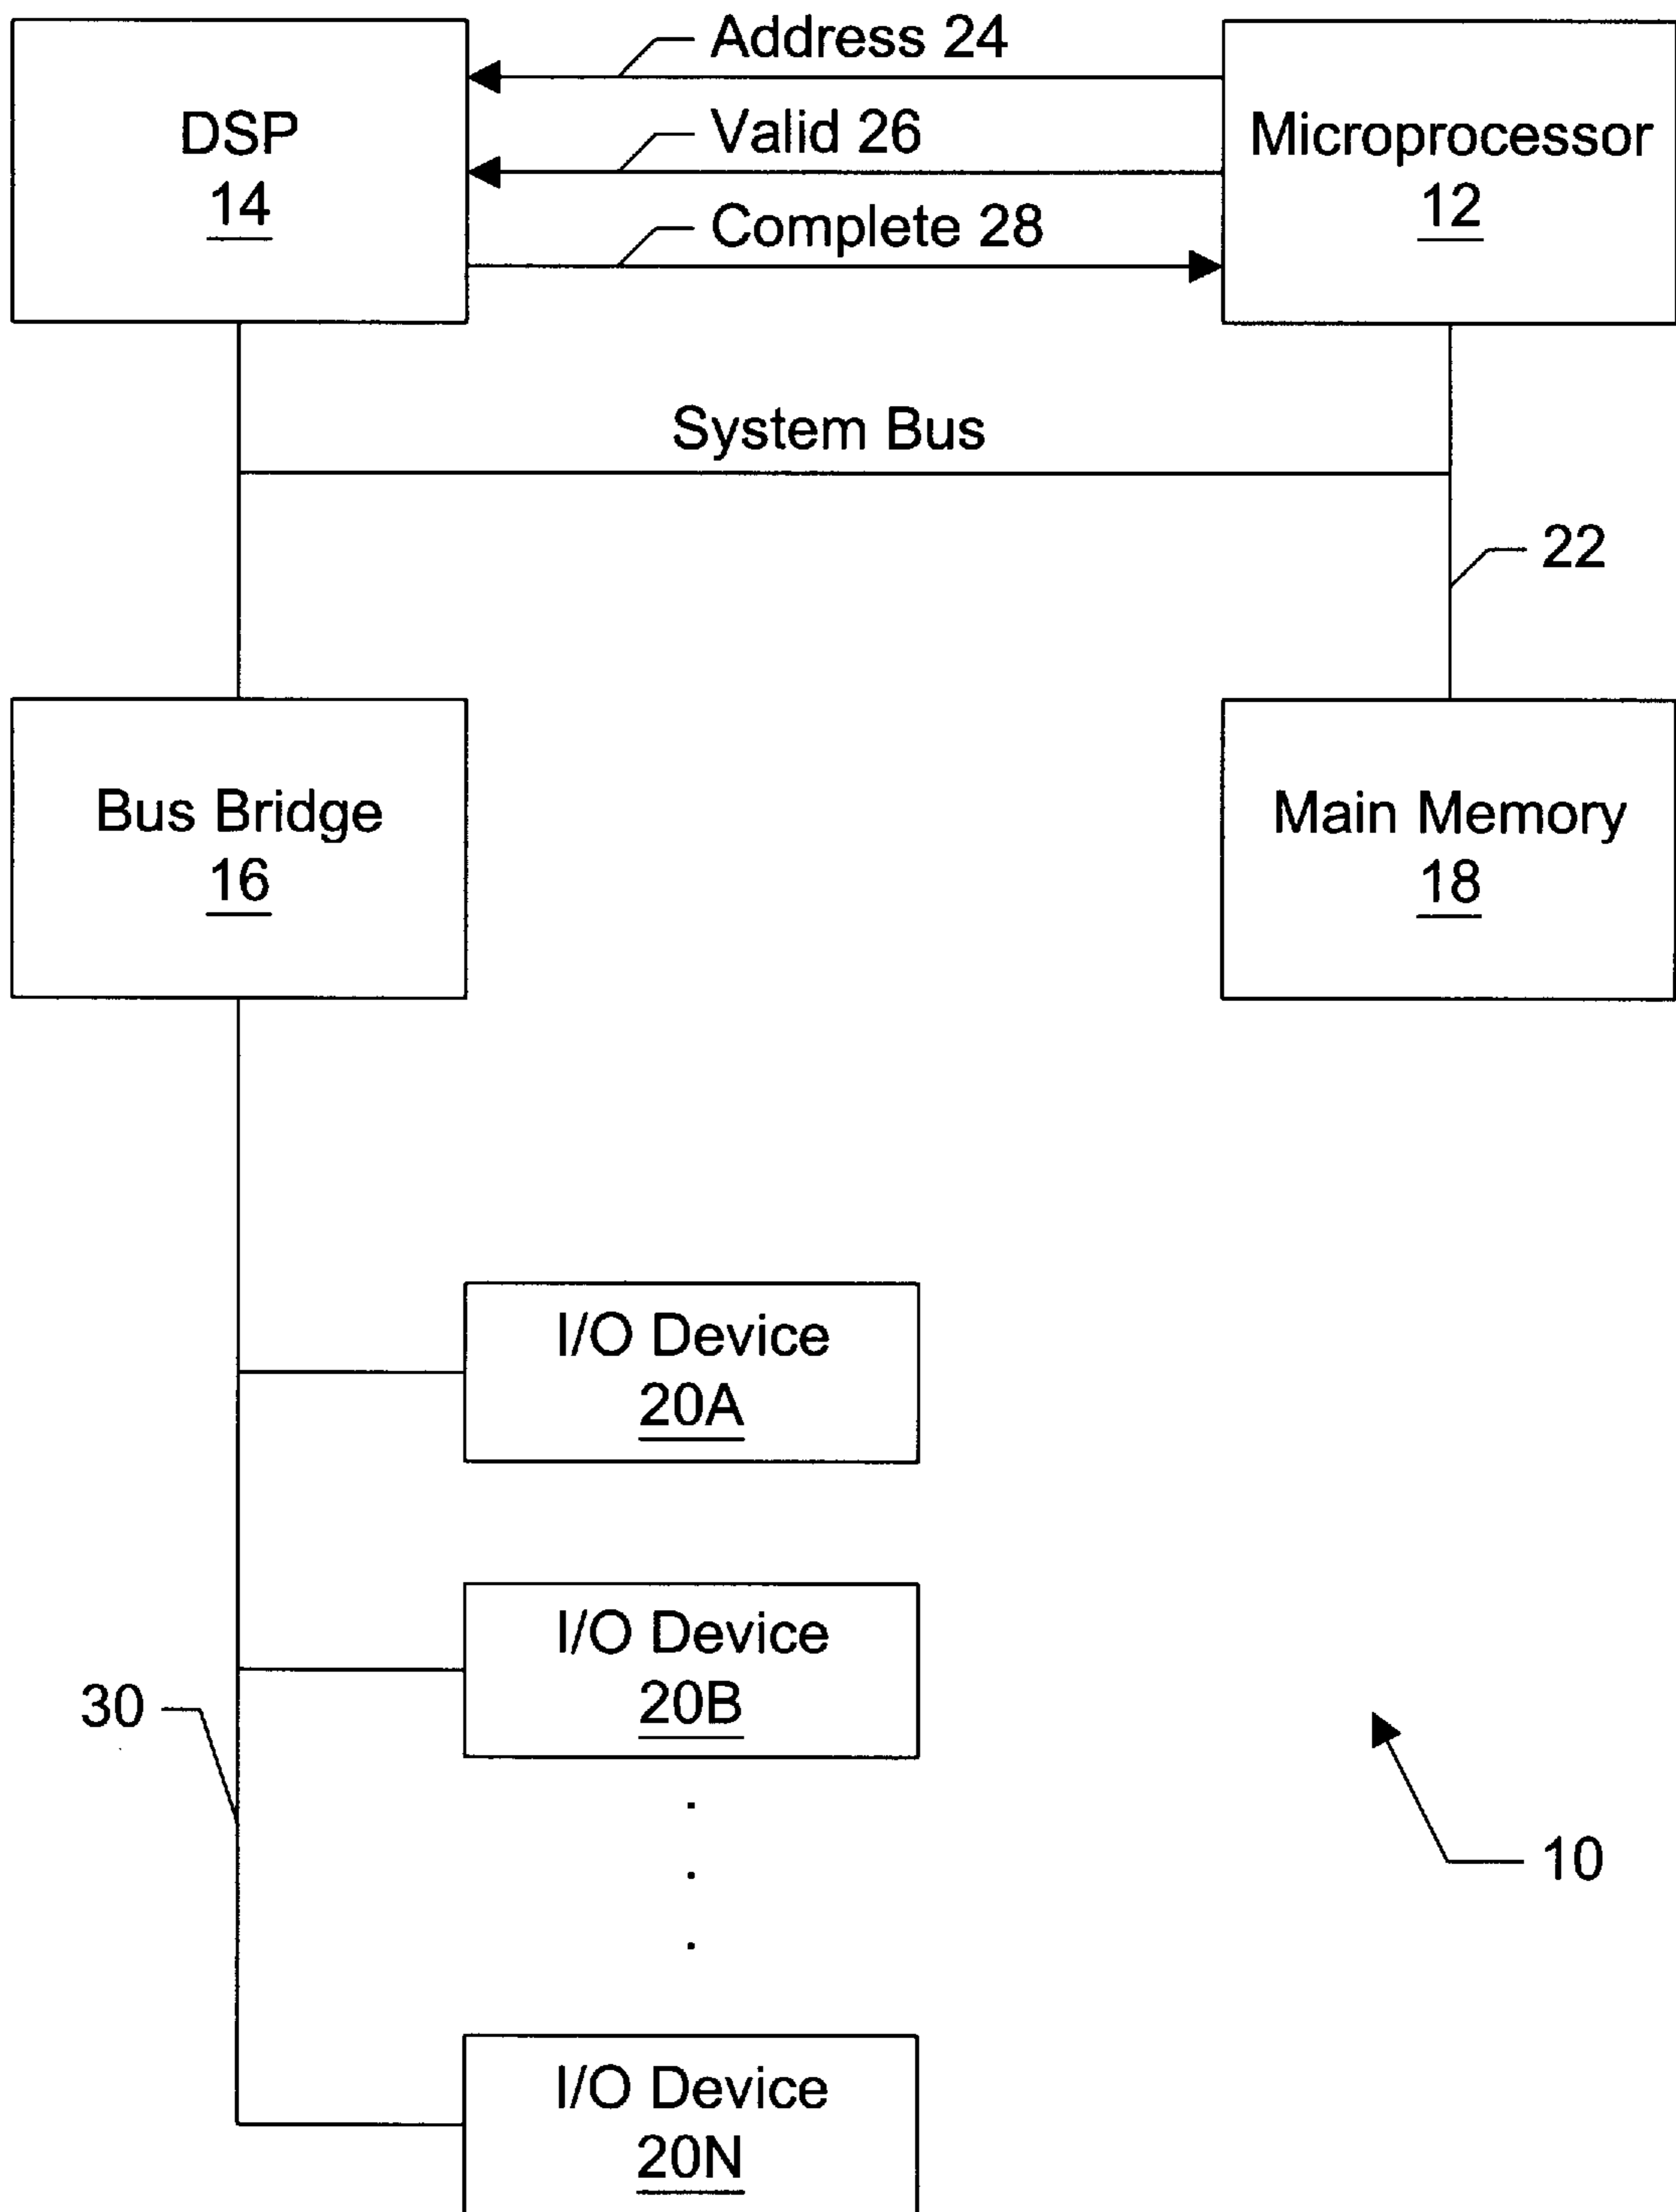 Address 24
DSP
14
Valid 26
Microprocessor
12
Complete 28
System Bus
22
Bus Bridge
16
Main Memory
18
I/O Device
20A
I/O Device
20B
30
10
I/O Device
20N